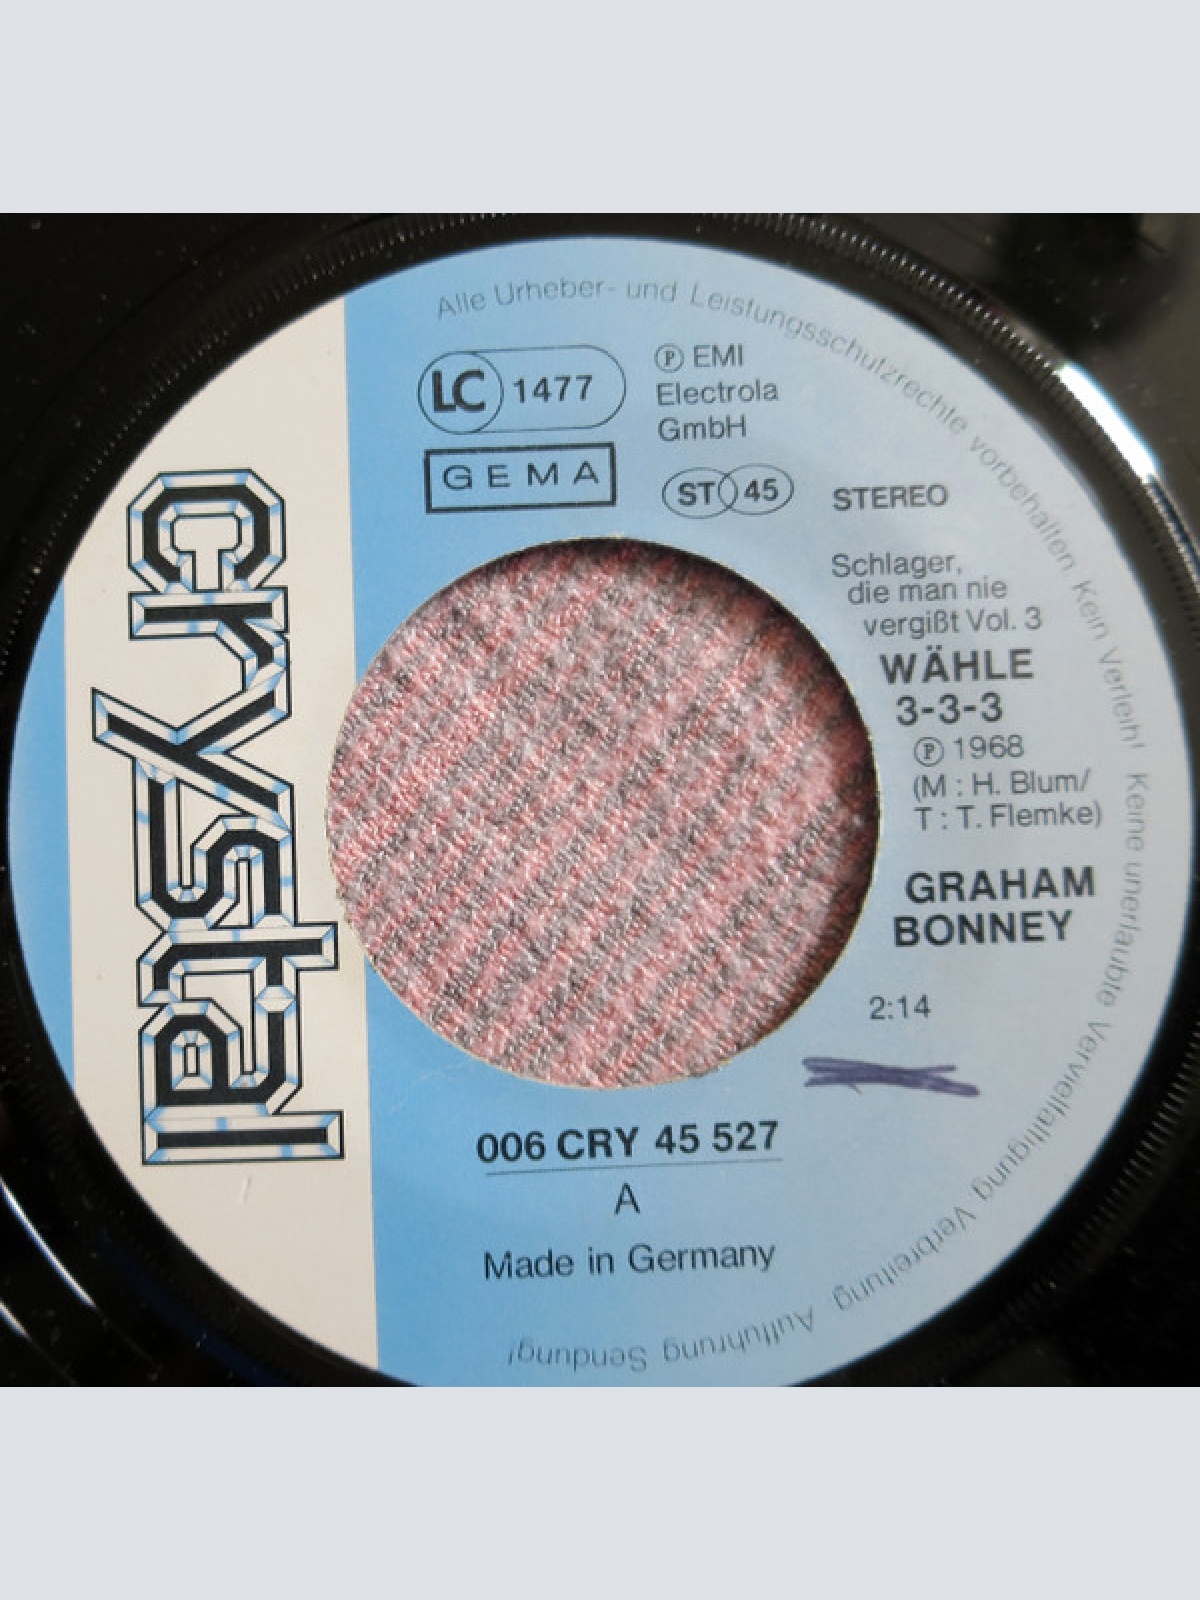 Alle Urheber- und Leistungsschutzrechte vorbehalten. Kein Verleih! Keine unerlaubte Vervielfältigung Verbreitung Aufführung Sendung!
LC 1477
GEMA
Ⓟ EMI
Electrola
GmbH
ST 45
STEREO
Schlager,
die man nie
vergißt Vol. 3
WÄHLE
3-3-3
Ⓟ 1968
(M : H. Blum/
T : T. Flemke)
GRAHAM
BONNEY
2:14
crystal
006 CRY 45 527
A
Made in Germany